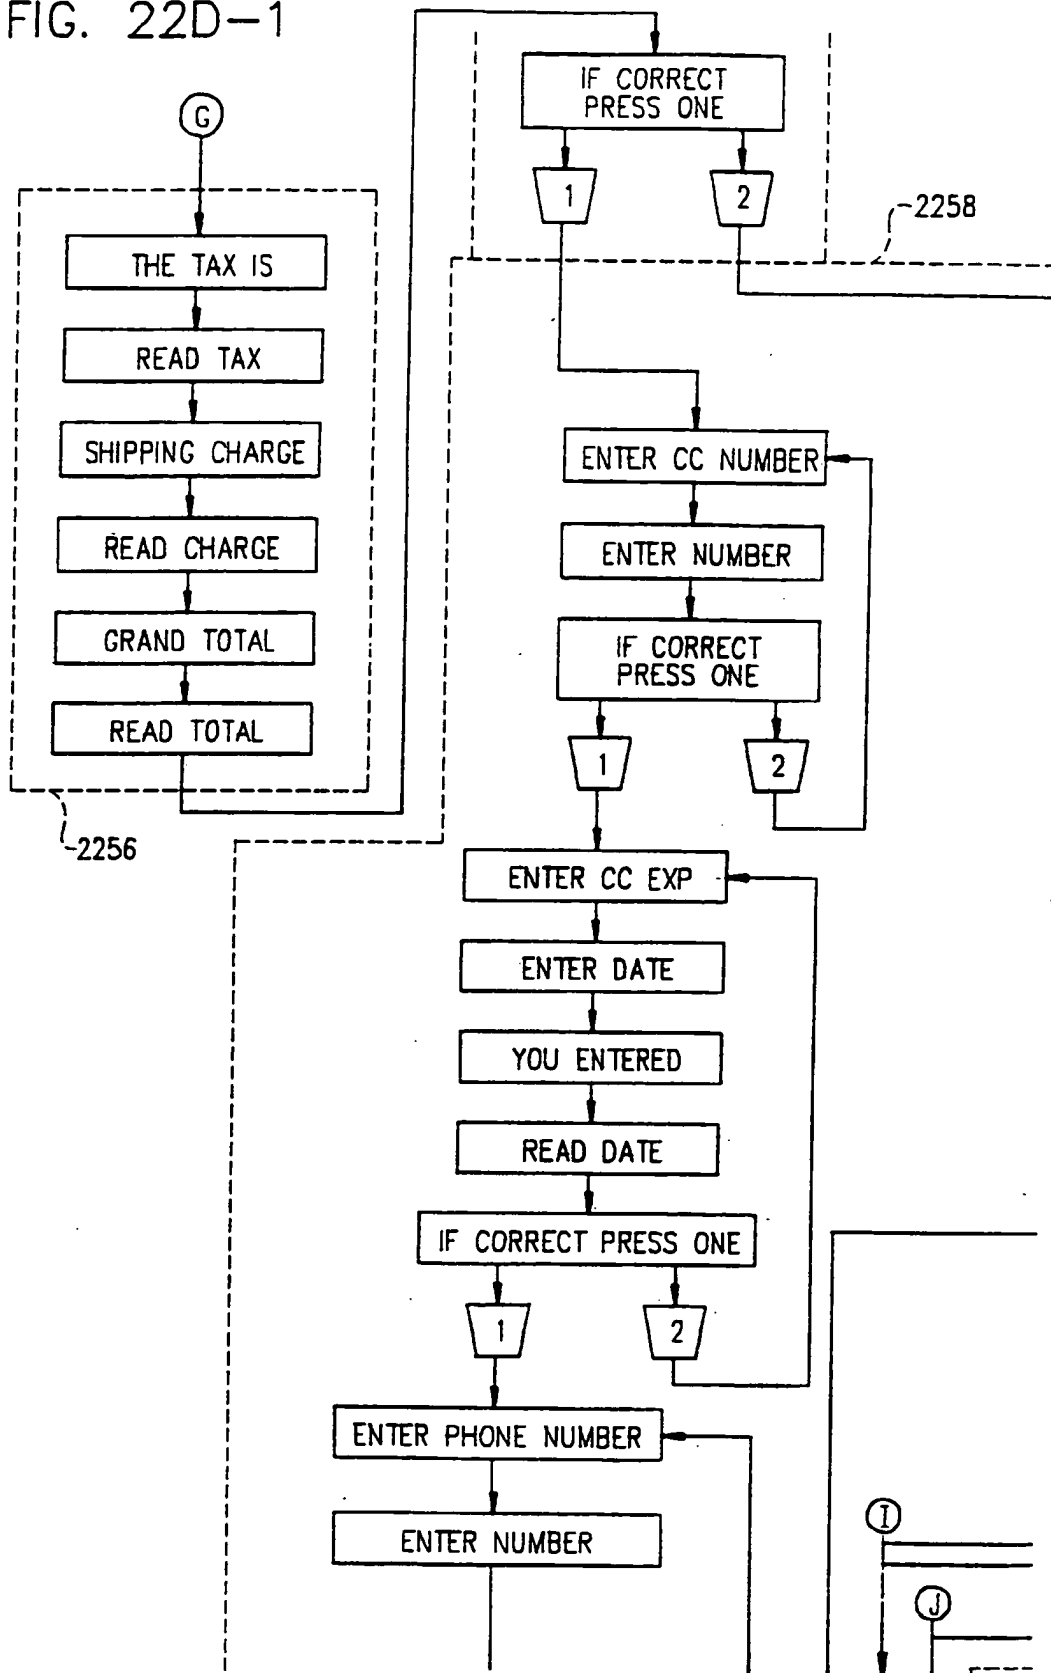 FIG. 22D-1
G
THE TAX IS
READ TAX
SHIPPING CHARGE
READ CHARGE
GRAND TOTAL
READ TOTAL
2256
IF CORRECT
PRESS ONE
1
2
2258
ENTER CC NUMBER
ENTER NUMBER
IF CORRECT
PRESS ONE
1
2
ENTER CC EXP
ENTER DATE
YOU ENTERED
READ DATE
IF CORRECT PRESS ONE
1
2
ENTER PHONE NUMBER
ENTER NUMBER
I
J